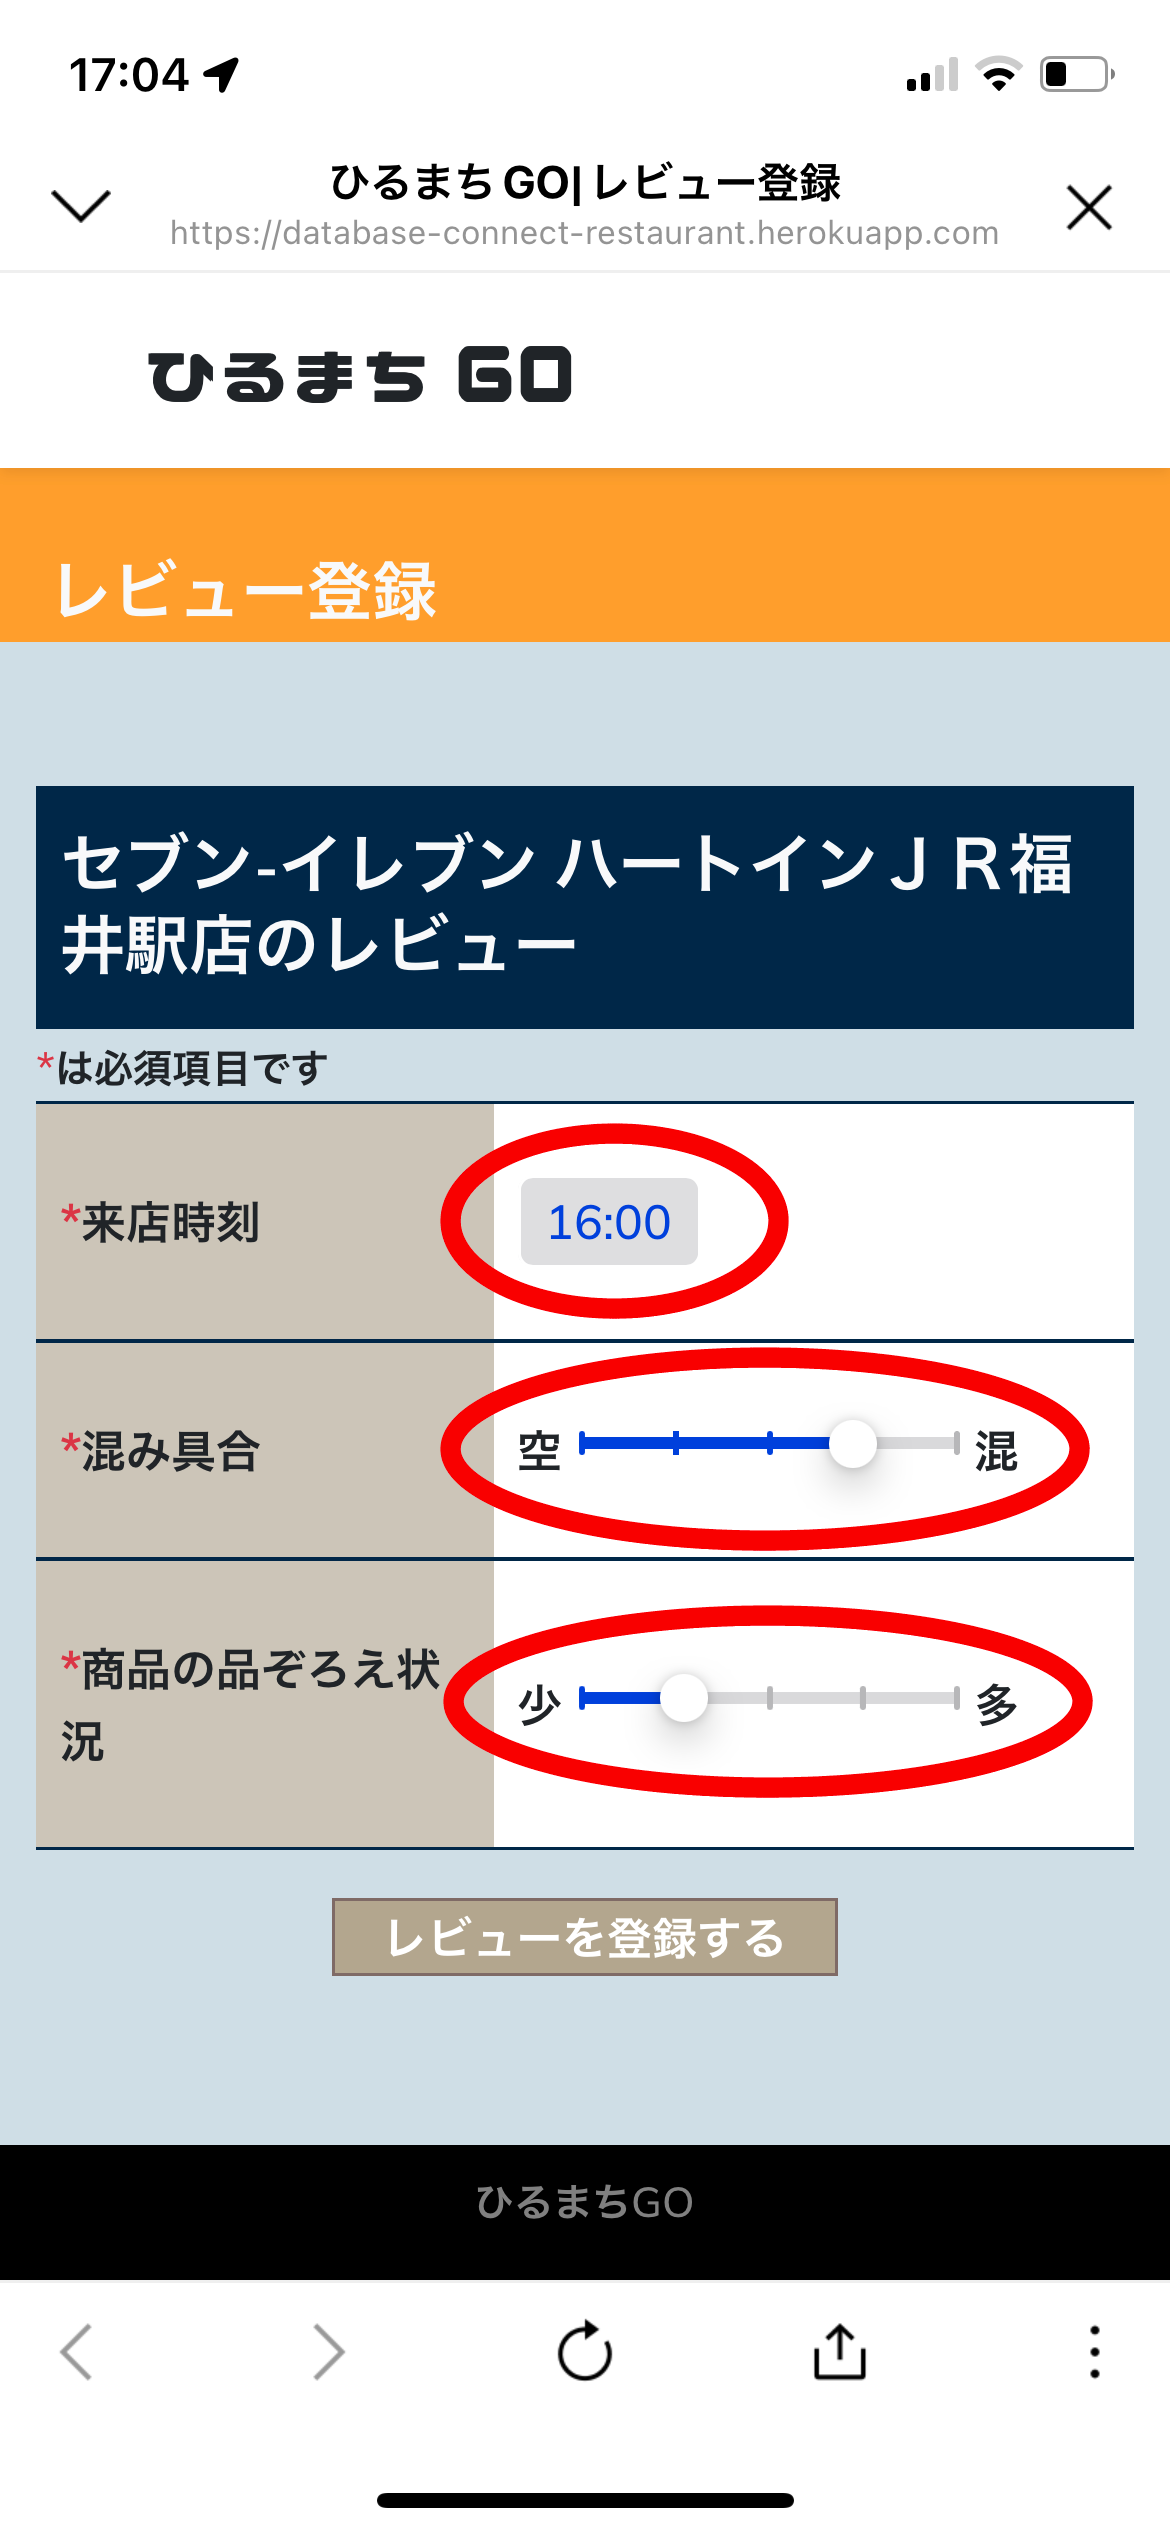 17:04
ひるまち GO|レビュー登録
https://database-connect-restaurant.herokuapp.com
ひるまち GO
レビュー登録
セブン-イレブン ハートインＪＲ福
井駅店のレビュー
*は必須項目です
*来店時刻
16:00
*混み具合
空 混
*商品の品ぞろえ状
況
少 多
レビューを登録する
ひるまちGO